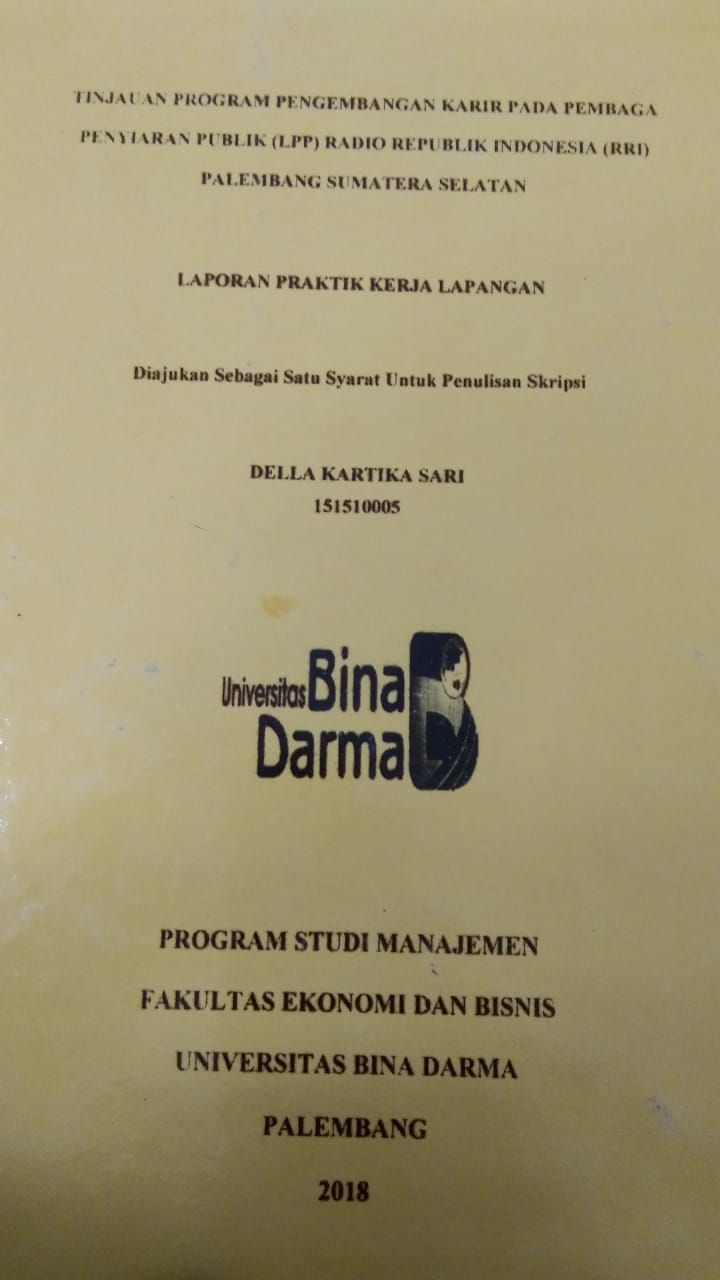 TINJAUAN PROGRAM PENGEMBANGAN KARIR PADA PEMBAGA
PENYIARAN PUBLIK (LPP) RADIO REPUBLIK INDONESIA (RRI)
PALEMBANG SUMATERA SELATAN
LAPORAN PRAKTIK KERJA LAPANGAN
Diajukan Sebagai Satu Syarat Untuk Penulisan Skripsi
DELLA KARTIKA SARI
151510005
Universitas Bina
Darma
PROGRAM STUDI MANAJEMEN
FAKULTAS EKONOMI DAN BISNIS
UNIVERSITAS BINA DARMA
PALEMBANG
2018